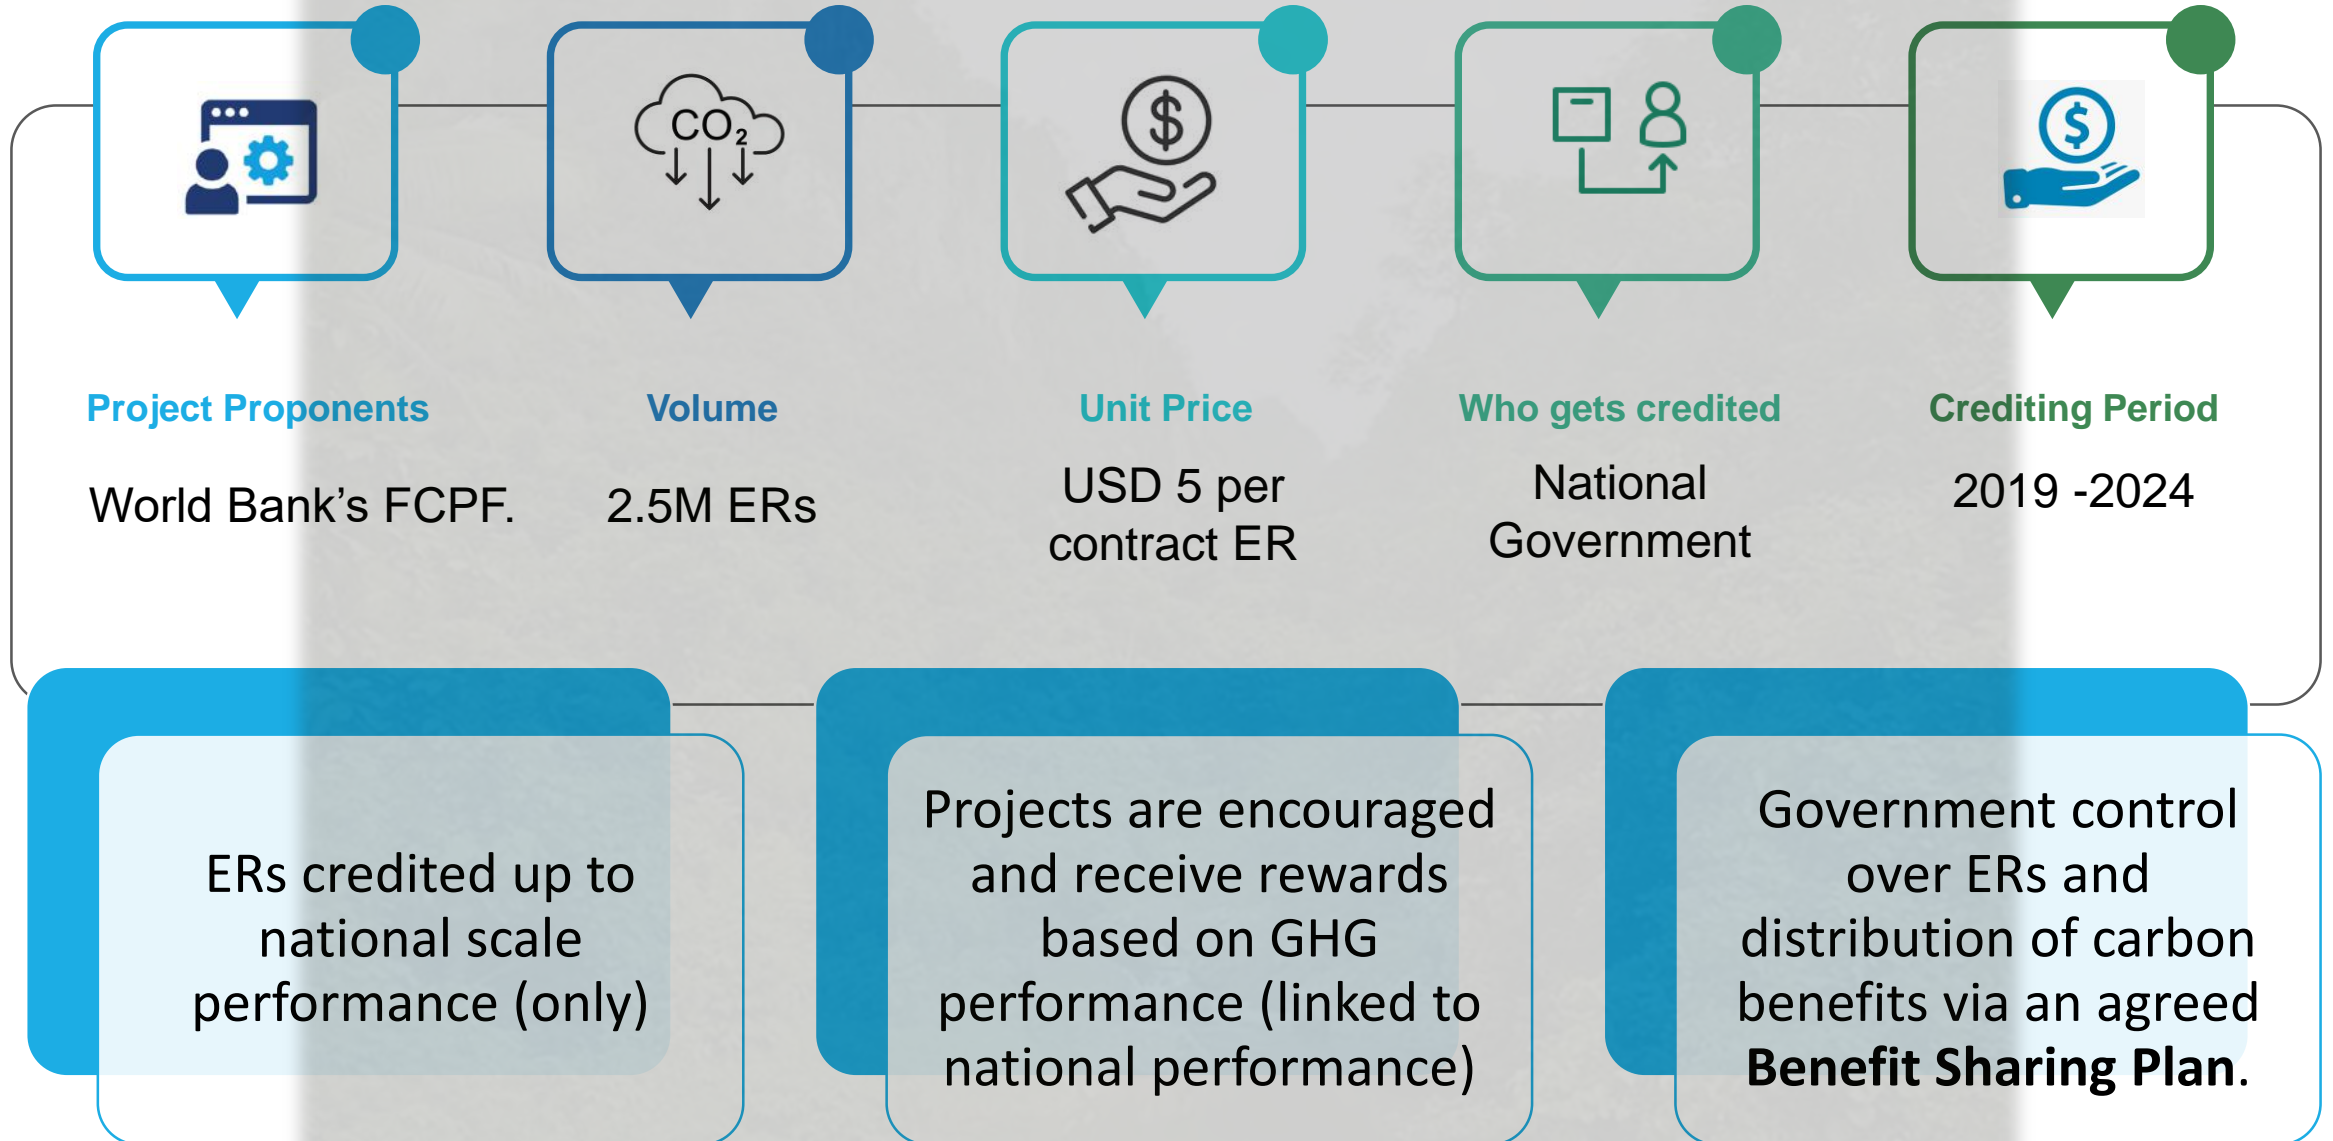 CO₂
$
$
Project Proponents
World Bank's FCPF.
Volume
2.5M ERs
Unit Price
USD 5 per
contract ER
Who gets credited
National
Government
Crediting Period
2019 -2024
ERs credited up to
national scale
performance (only)
Projects are encouraged
and receive rewards
based on GHG
performance (linked to
national performance)
Government control
over ERs and
distribution of carbon
benefits via an agreed
Benefit Sharing Plan.